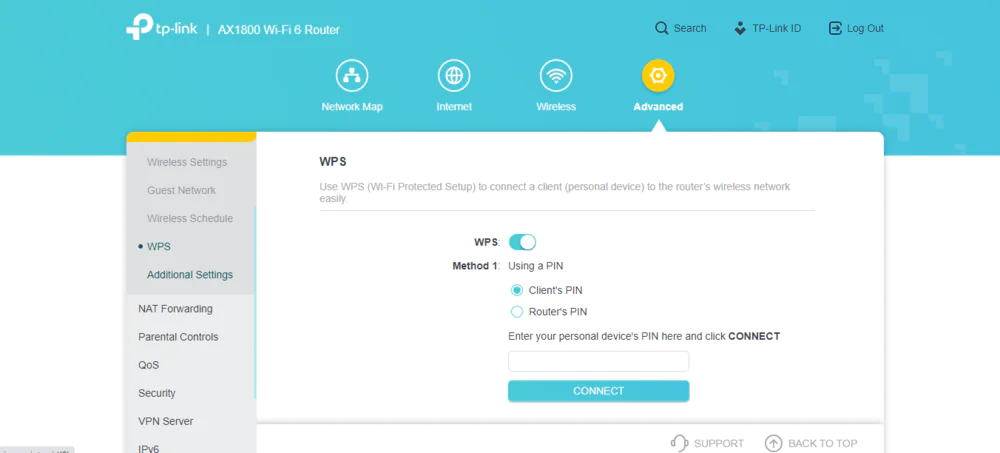 tp-link | AX1800 Wi-Fi 6 Router
Search
TP-Link ID
Log Out
Network Map
Internet
Wireless
Advanced
Wireless Settings
Guest Network
Wireless Schedule
WPS
Additional Settings
NAT Forwarding
Parental Controls
QoS
Security
VPN Server
IPv6
WPS
Use WPS (Wi-Fi Protected Setup) to connect a client (personal device) to the router's wireless network
easily.
WPS:
Method 1: Using a PIN
Client's PIN
Router's PIN
Enter your personal device's PIN here and click CONNECT
CONNECT
SUPPORT
BACK TO TOP